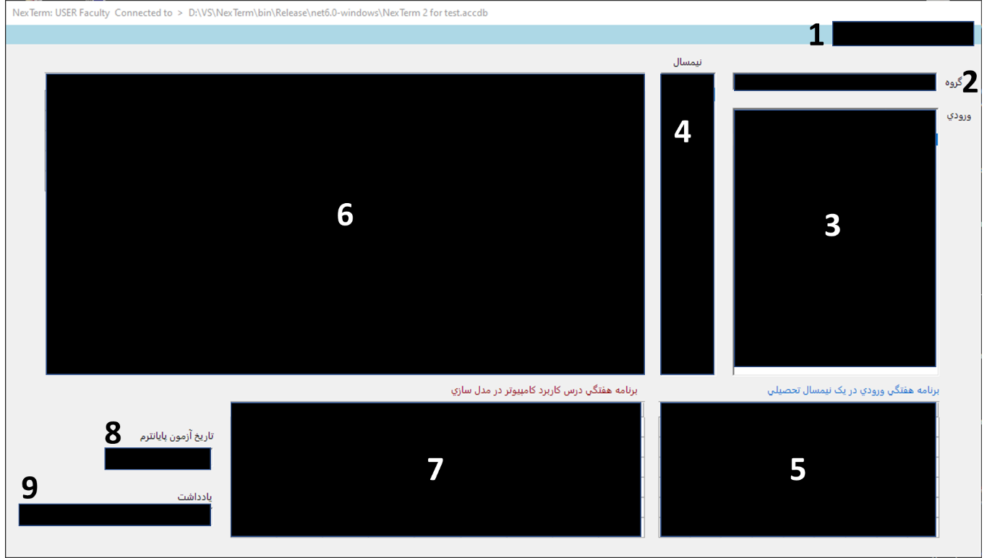 NexTerm: USER Faculty Connected to > D:\VS\NexTerm\bin\Release\net6.0-windows\NexTerm 2 for test.accdb
1
نيمسال
گروه
2
ورودي
4
3
6
برنامه هفتگي ورودي در يک نيمسال تحصيلي
برنامه هفتگي درس کاربرد کامپيوتر در مدل سازي
تاريخ آزمون پايانترم
8
7
5
يادداشت
9